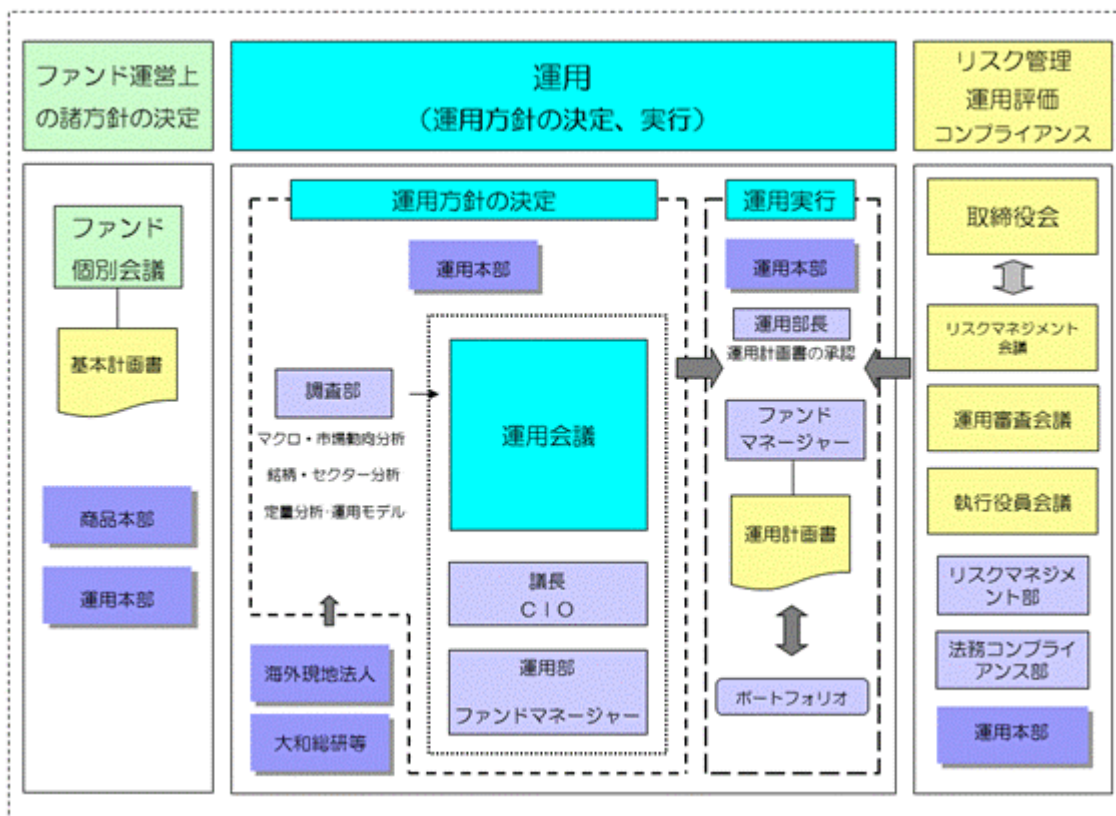 ファンド運営上
の諸方針の決定
ファンド
個別会議
基本計画書
商品本部
運用本部
運用
（運用方針の決定、実行）
運用方針の決定
運用本部
調査部
マクロ・市場動向分析
銘柄・セクター分析
定量分析・運用モデル
海外現地法人
大和総研等
運用会議
議長
ＣＩＯ
運用部
ファンドマネージャー
運用実行
運用本部
運用部長
運用計画書の承認
ファンド
マネージャー
運用計画書
ポートフォリオ
リスク管理
運用評価
コンプライアンス
取締役会
リスクマネジメント
会議
運用審査会議
執行役員会議
リスクマネジメ
ント部
法務コンプライ
アンス部
運用本部